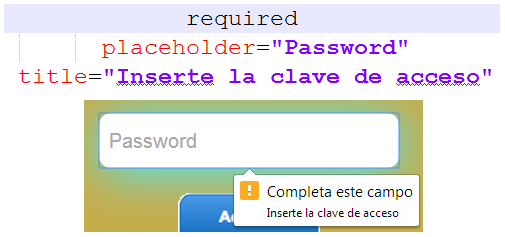 required
placeholder="Password"
title="Inserte la clave de acceso"
Password
Completa este campo
Inserte la clave de acceso